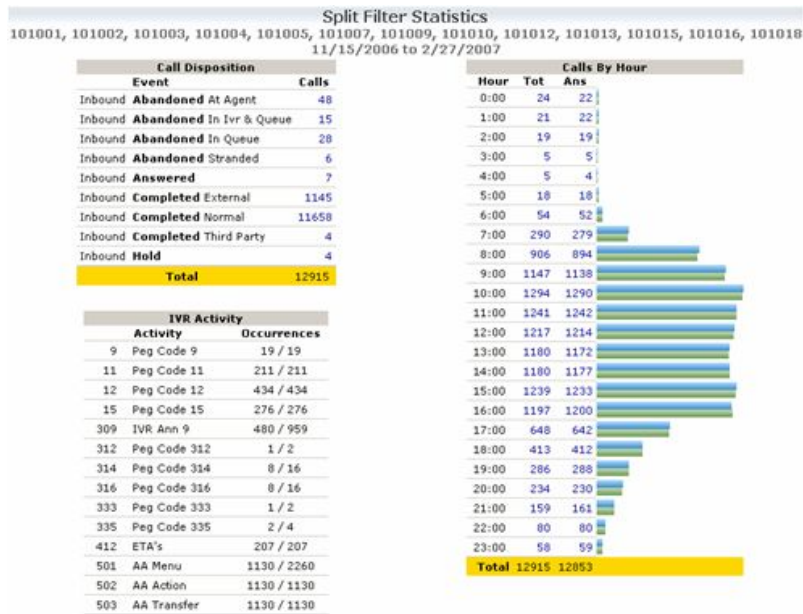 Split Filter Statistics
101001, 101002, 101003, 101004, 101005, 101007, 101009, 101010, 101012, 101013, 101015, 101016, 101018
11/15/2006 to 2/27/2007
Call Disposition
Event Calls
Inbound Abandoned At Agent 48
Inbound Abandoned In Ivr & Queue 15
Inbound Abandoned In Queue 28
Inbound Abandoned Stranded 6
Inbound Answered 7
Inbound Completed External 1145
Inbound Completed Normal 11658
Inbound Completed Third Party 4
Inbound Hold 4
Total 12915
IVR Activity
Activity Occurrences
9 Peg Code 9 19 / 19
11 Peg Code 11 211 / 211
12 Peg Code 12 434 / 434
15 Peg Code 15 276 / 276
309 IVR Ann 9 480 / 959
312 Peg Code 312 1 / 2
314 Peg Code 314 8 / 16
316 Peg Code 316 8 / 16
333 Peg Code 333 1 / 2
335 Peg Code 335 2 / 4
412 ETA's 207 / 207
501 AA Menu 1130 / 2260
502 AA Action 1130 / 1130
503 AA Transfer 1130 / 1130
Calls By Hour
Hour Tot Ans
0:00 24 22
1:00 21 22
2:00 19 19
3:00 5 5
4:00 5 4
5:00 18 18
6:00 54 52
7:00 290 279
8:00 906 894
9:00 1147 1138
10:00 1294 1290
11:00 1241 1242
12:00 1217 1214
13:00 1180 1172
14:00 1180 1177
15:00 1239 1233
16:00 1197 1200
17:00 648 642
18:00 413 412
19:00 286 288
20:00 234 230
21:00 159 161
22:00 80 80
23:00 58 59
Total 12915 12853